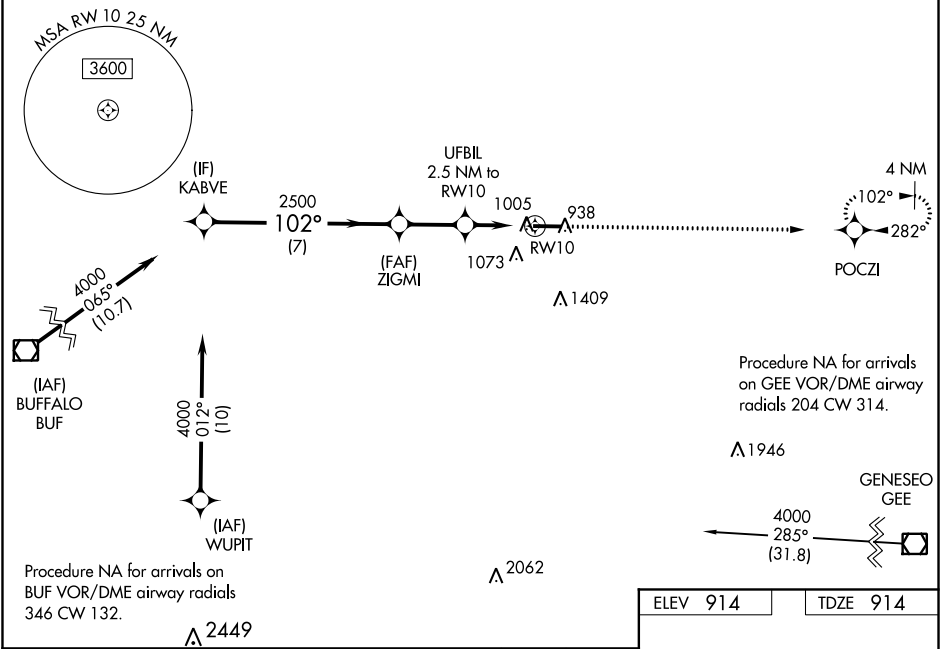 MSA RW 10 25 NM
3600
(IF)
KABVE
2500
102°
(7)
UFBIL
2.5 NM to
RW10
1005
938
RW10
1073
(FAF)
ZIGMI
1409
4 NM
102°
282°
POCZI
4000
065°
(10.7)
(IAF)
BUFFALO
BUF
4000
012°
(10)
(IAF)
WUPIT
Procedure NA for arrivals
on GEE VOR/DME airway
radials 204 CW 314.
1946
GENESEO
GEE
4000
285°
(31.8)
Procedure NA for arrivals on
BUF VOR/DME airway radials
346 CW 132.
2449
2062
ELEV 914
TDZE 914